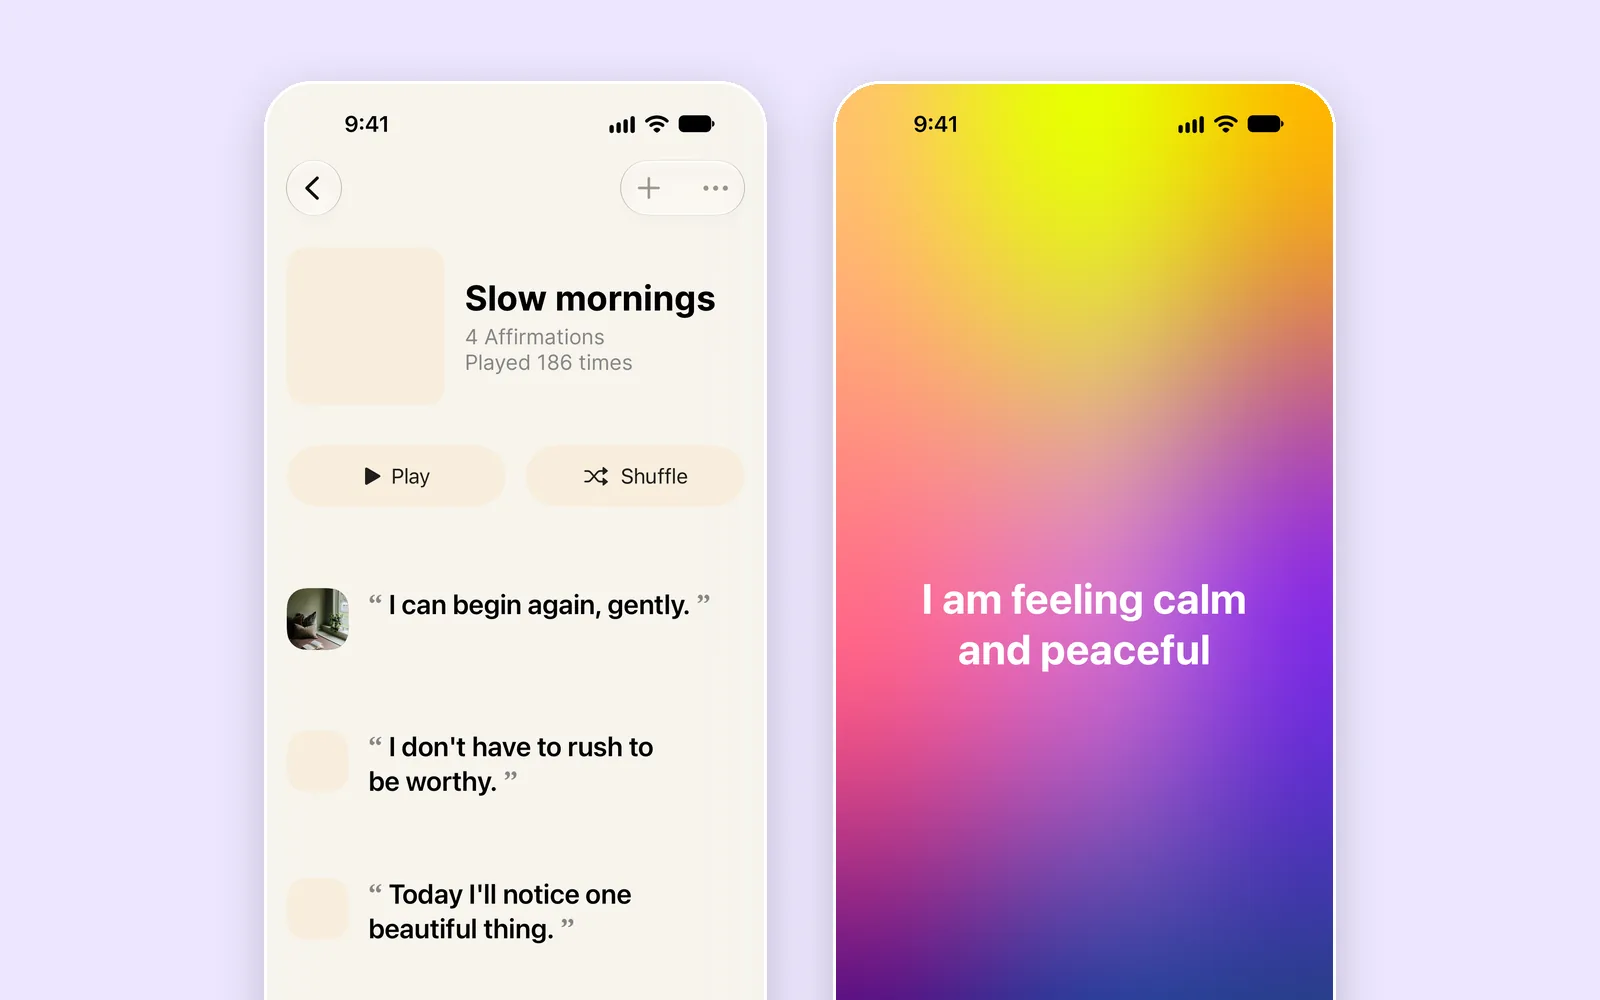 9:41
Slow mornings
4 Affirmations
Played 186 times
Play
Shuffle
“ I can begin again, gently. ”
“ I don't have to rush to
be worthy. ”
“ Today I'll notice one
beautiful thing. ”
9:41
I am feeling calm
and peaceful